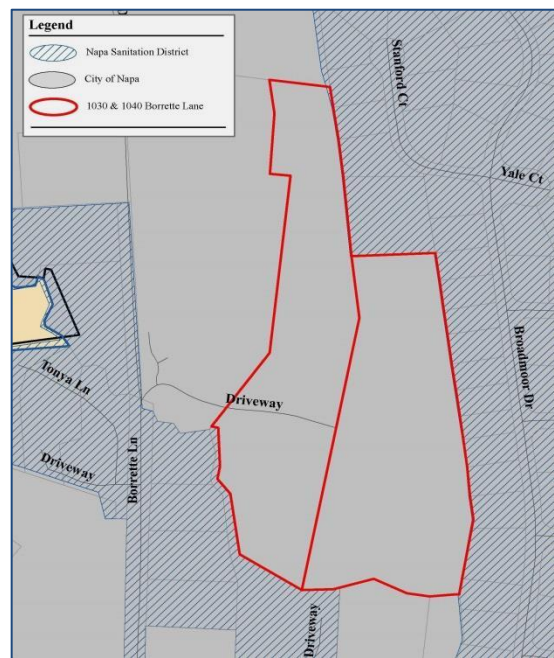 Legend
Napa Sanitation District
City of Napa
1030 & 1040 Borrette Lane
Stanford Ct
Yale Ct
Broadmoor Dr
Tonya Ln
Driveway
Driveway
Borrette Ln
Driveway